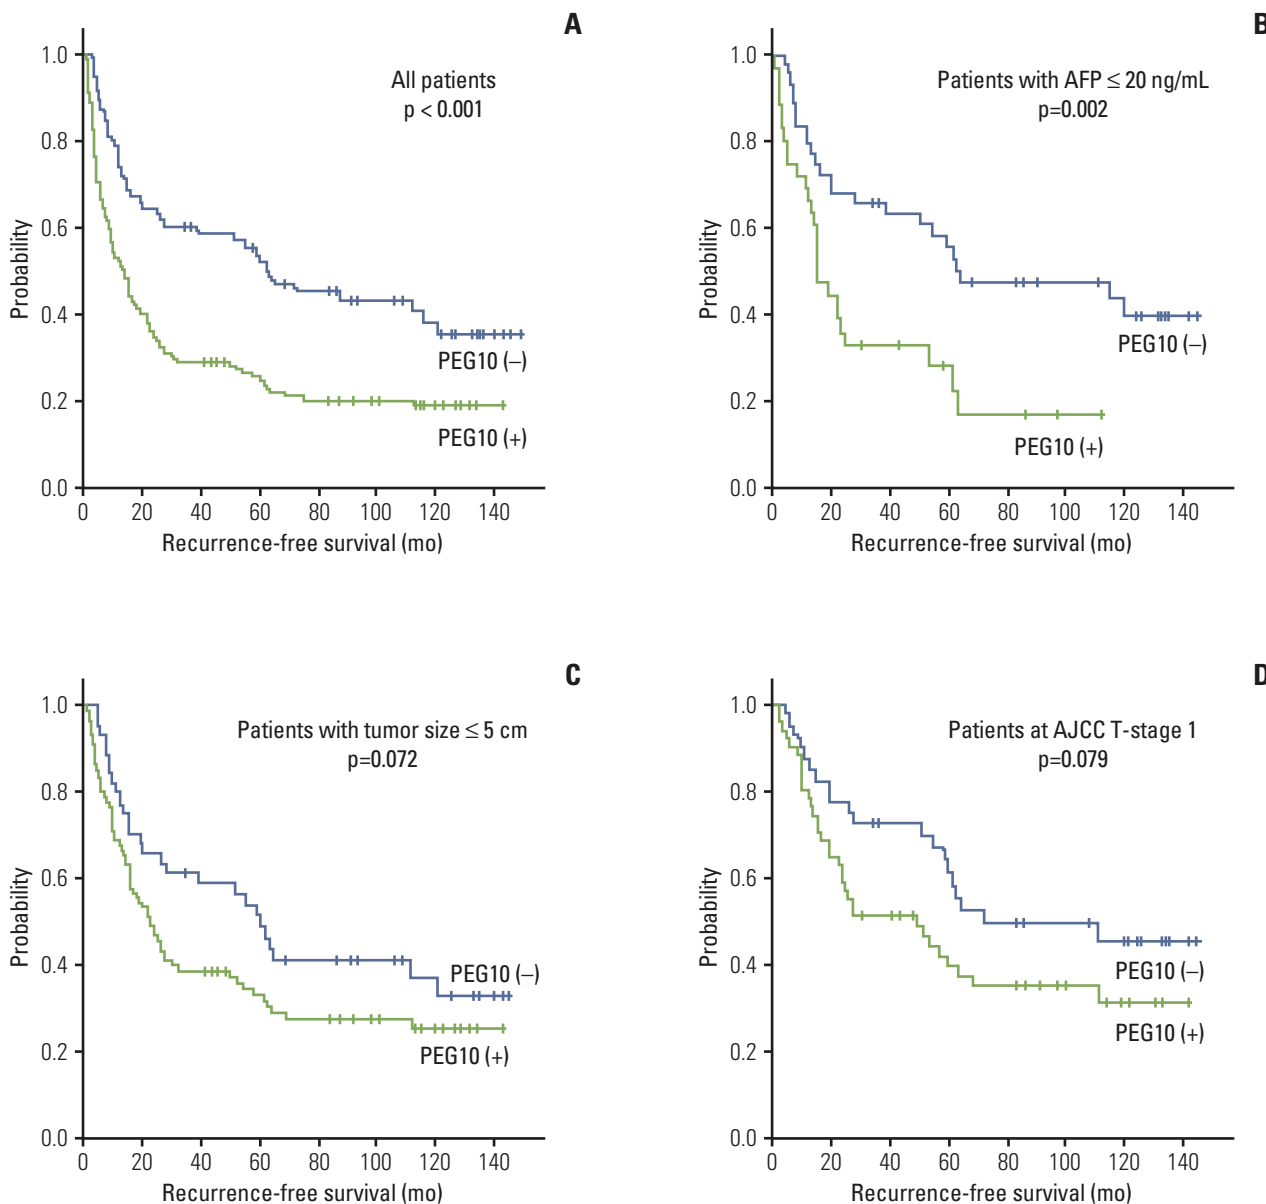 A
All patients
p < 0.001
1.0
0.8
0.6
0.4
0.2
0.0
Probability
PEG10 (–)
PEG10 (+)
0 20 40 60 80 100 120 140
Recurrence-free survival (mo)
B
Patients with AFP ≤ 20 ng/mL
p=0.002
1.0
0.8
0.6
0.4
0.2
0.0
Probability
PEG10 (–)
PEG10 (+)
0 20 40 60 80 100 120 140
Recurrence-free survival (mo)
C
Patients with tumor size ≤ 5 cm
p=0.072
1.0
0.8
0.6
0.4
0.2
0.0
Probability
PEG10 (–)
PEG10 (+)
0 20 40 60 80 100 120 140
Recurrence-free survival (mo)
D
Patients at AJCC T-stage 1
p=0.079
1.0
0.8
0.6
0.4
0.2
0.0
Probability
PEG10 (–)
PEG10 (+)
0 20 40 60 80 100 120 140
Recurrence-free survival (mo)